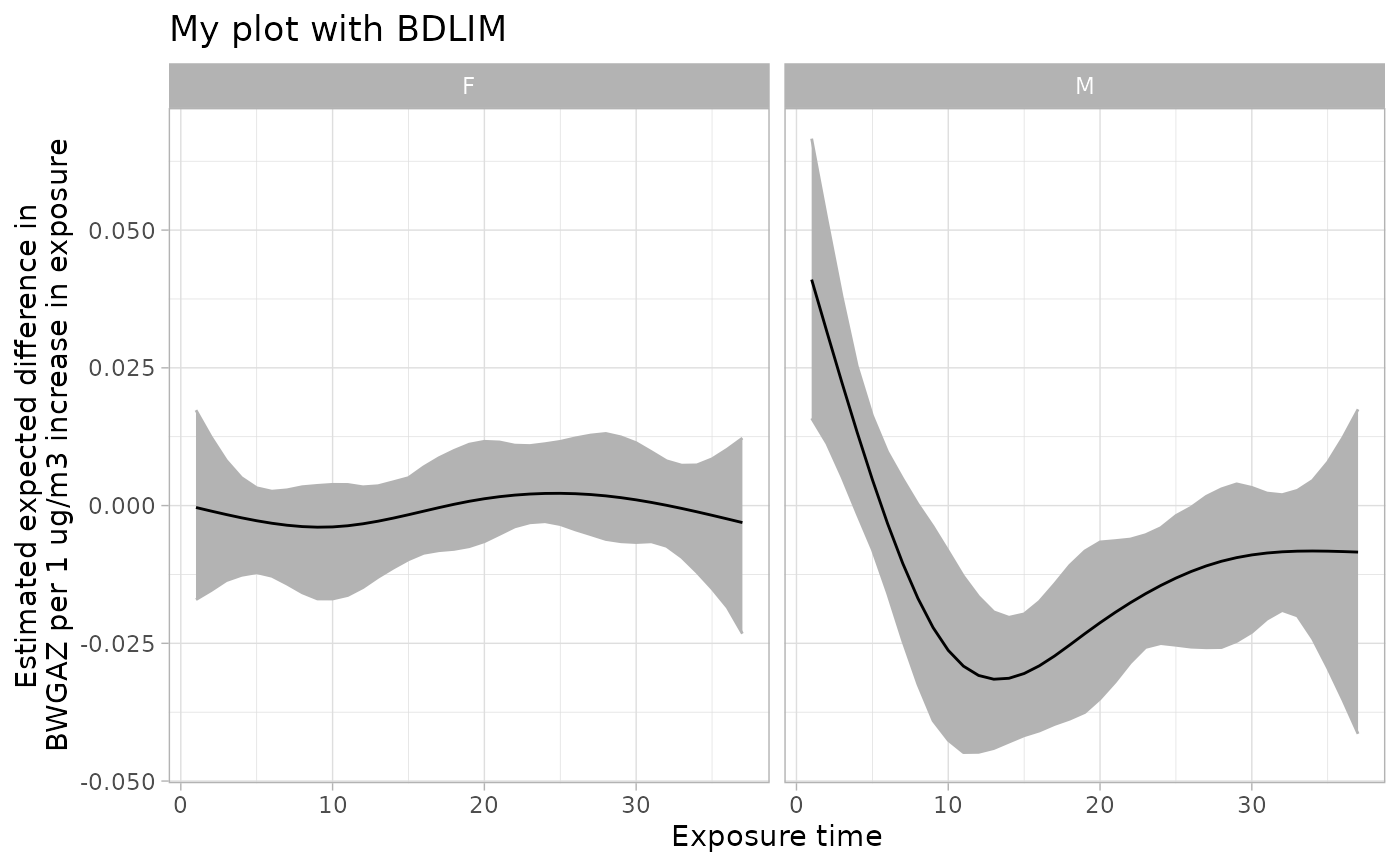 My plot with BDLIM
F
M
Estimated expected difference in
BWGAZ per 1 ug/m3 increase in exposure
0.050
0.025
0.000
-0.025
-0.050
0
10
20
30
0
10
20
30
Exposure time